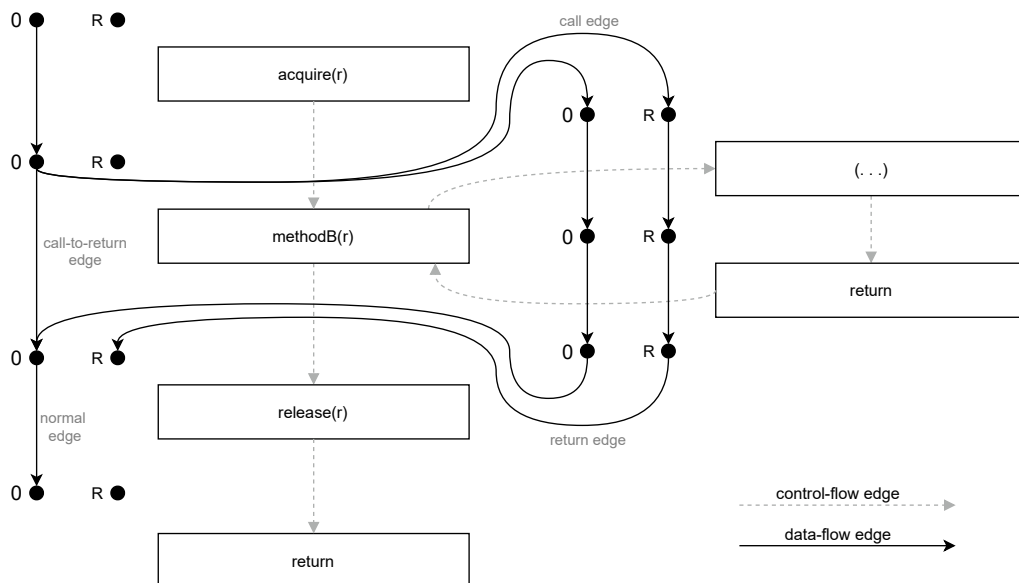 0 R
call edge
acquire(r)
0 R
0 R
(. . .)
methodB(r)
0 R
call-to-return
edge
return
0 R
0 R
release(r)
normal
edge
return edge
0 R
control-flow edge
data-flow edge
return